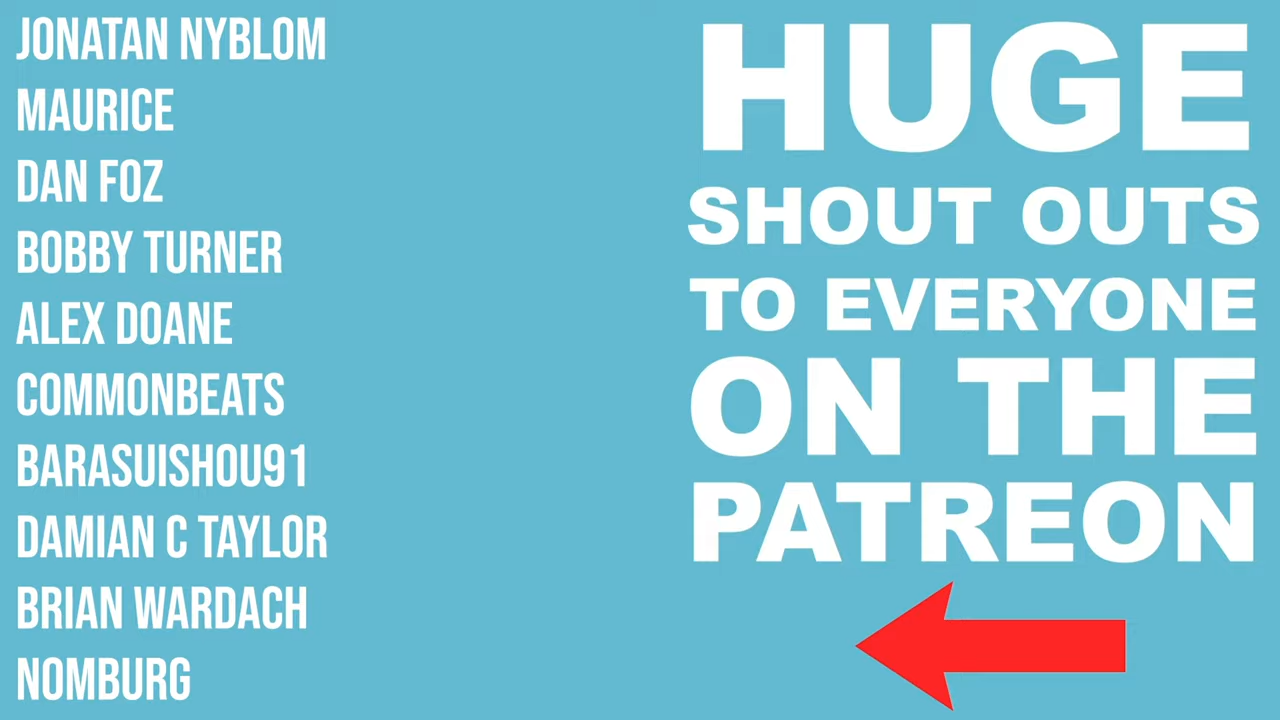 JONATAN NYBLOM
MAURICE
DAN FOZ
BOBBY TURNER
ALEX DOANE
COMMONBEATS
BARASUISHOU91
DAMIAN C TAYLOR
BRIAN WARDACH
NOMBURG
HUGE
SHOUT OUTS
TO EVERYONE
ON THE
PATREON